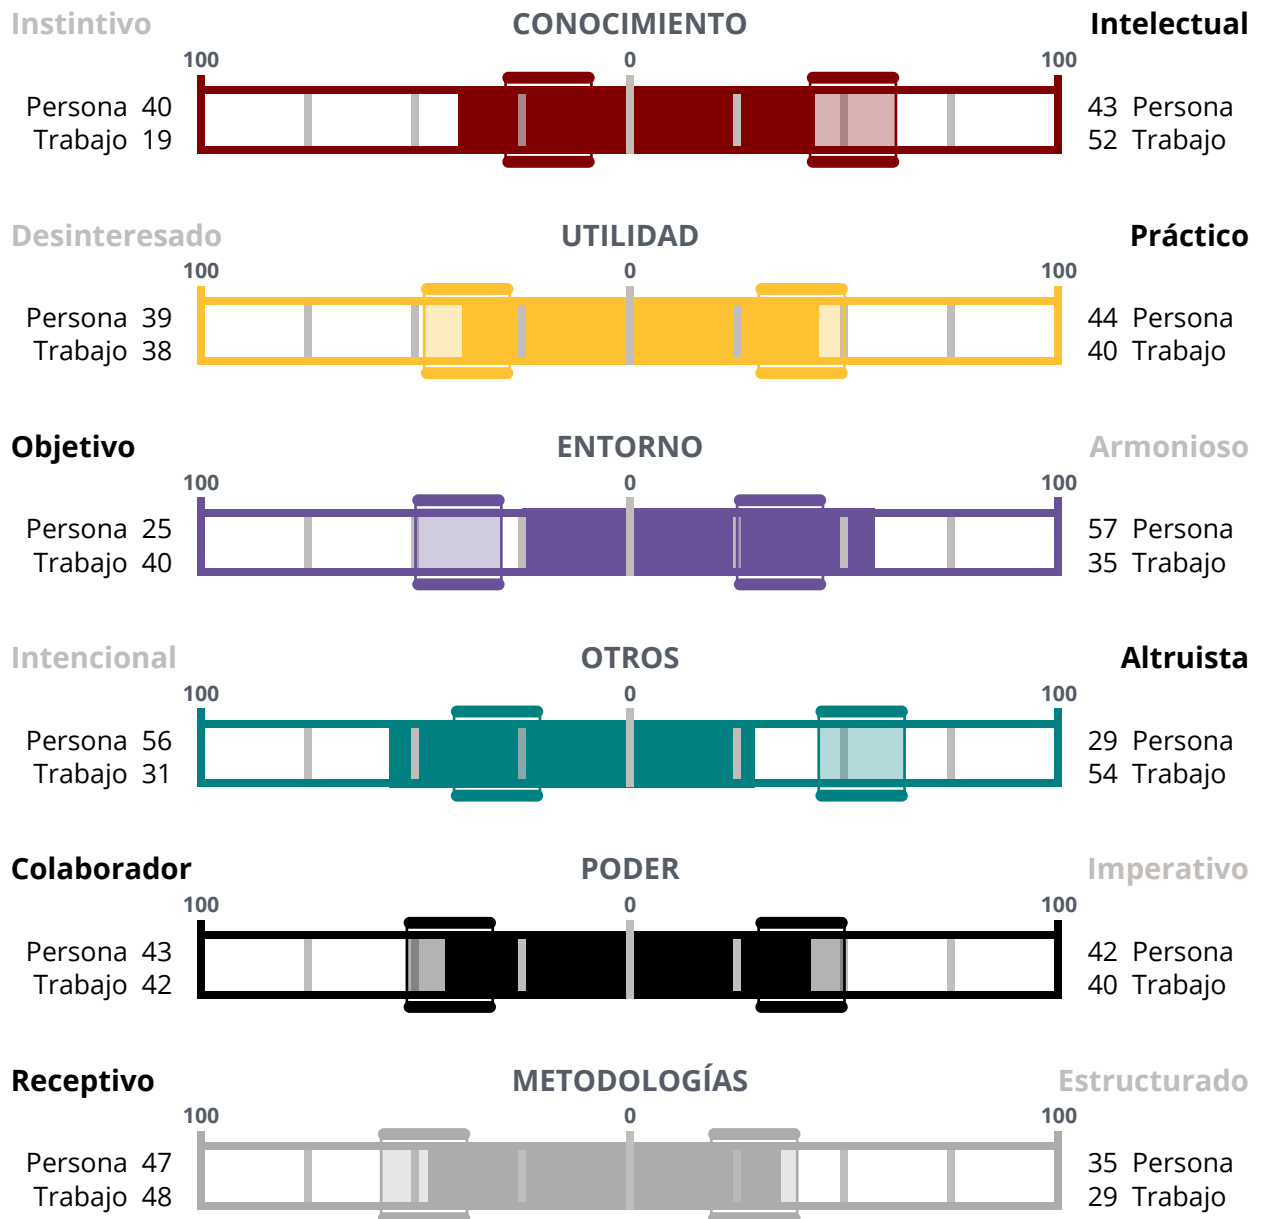 Instintivo CONOCIMIENTO Intelectual
100 0 100
Persona 40 43 Persona
Trabajo 19 52 Trabajo
Desinteresado UTILIDAD Práctico
100 0 100
Persona 39 44 Persona
Trabajo 38 40 Trabajo
Objetivo ENTORNO Armonioso
100 0 100
Persona 25 57 Persona
Trabajo 40 35 Trabajo
Intencional OTROS Altruista
100 0 100
Persona 56 29 Persona
Trabajo 31 54 Trabajo
Colaborador PODER Imperativo
100 0 100
Persona 43 42 Persona
Trabajo 42 40 Trabajo
Receptivo METODOLOGÍAS Estructurado
100 0 100
Persona 47 35 Persona
Trabajo 48 29 Trabajo